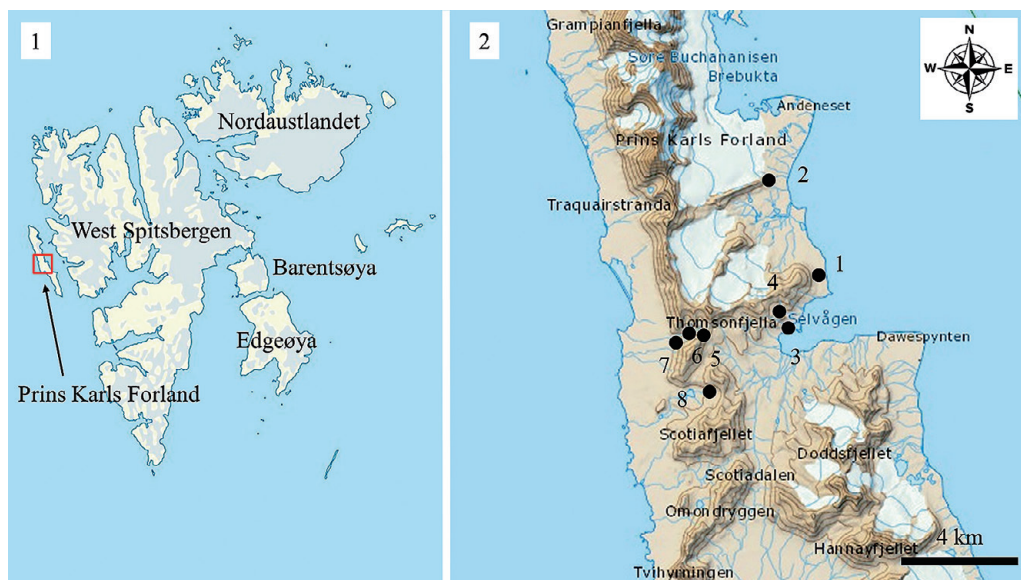 1
Nordaustlandet
West Spitsbergen
Barentsøya
Edgeøya
Prins Karls Forland
2
Grampianfjella
Søre Buchananisen
Brebukta
Andeneset
Prins Karls Forland
2
Traquairstranda
1
4
Thomsonfjella
Selvågen
Dawespynten
3
5
6
7
8
Scotiafjellet
Doddsfjellet
Scotiadalen
Omondryggen
Hannayfjellet
Tvihyrningen
4 km
N
W
E
S